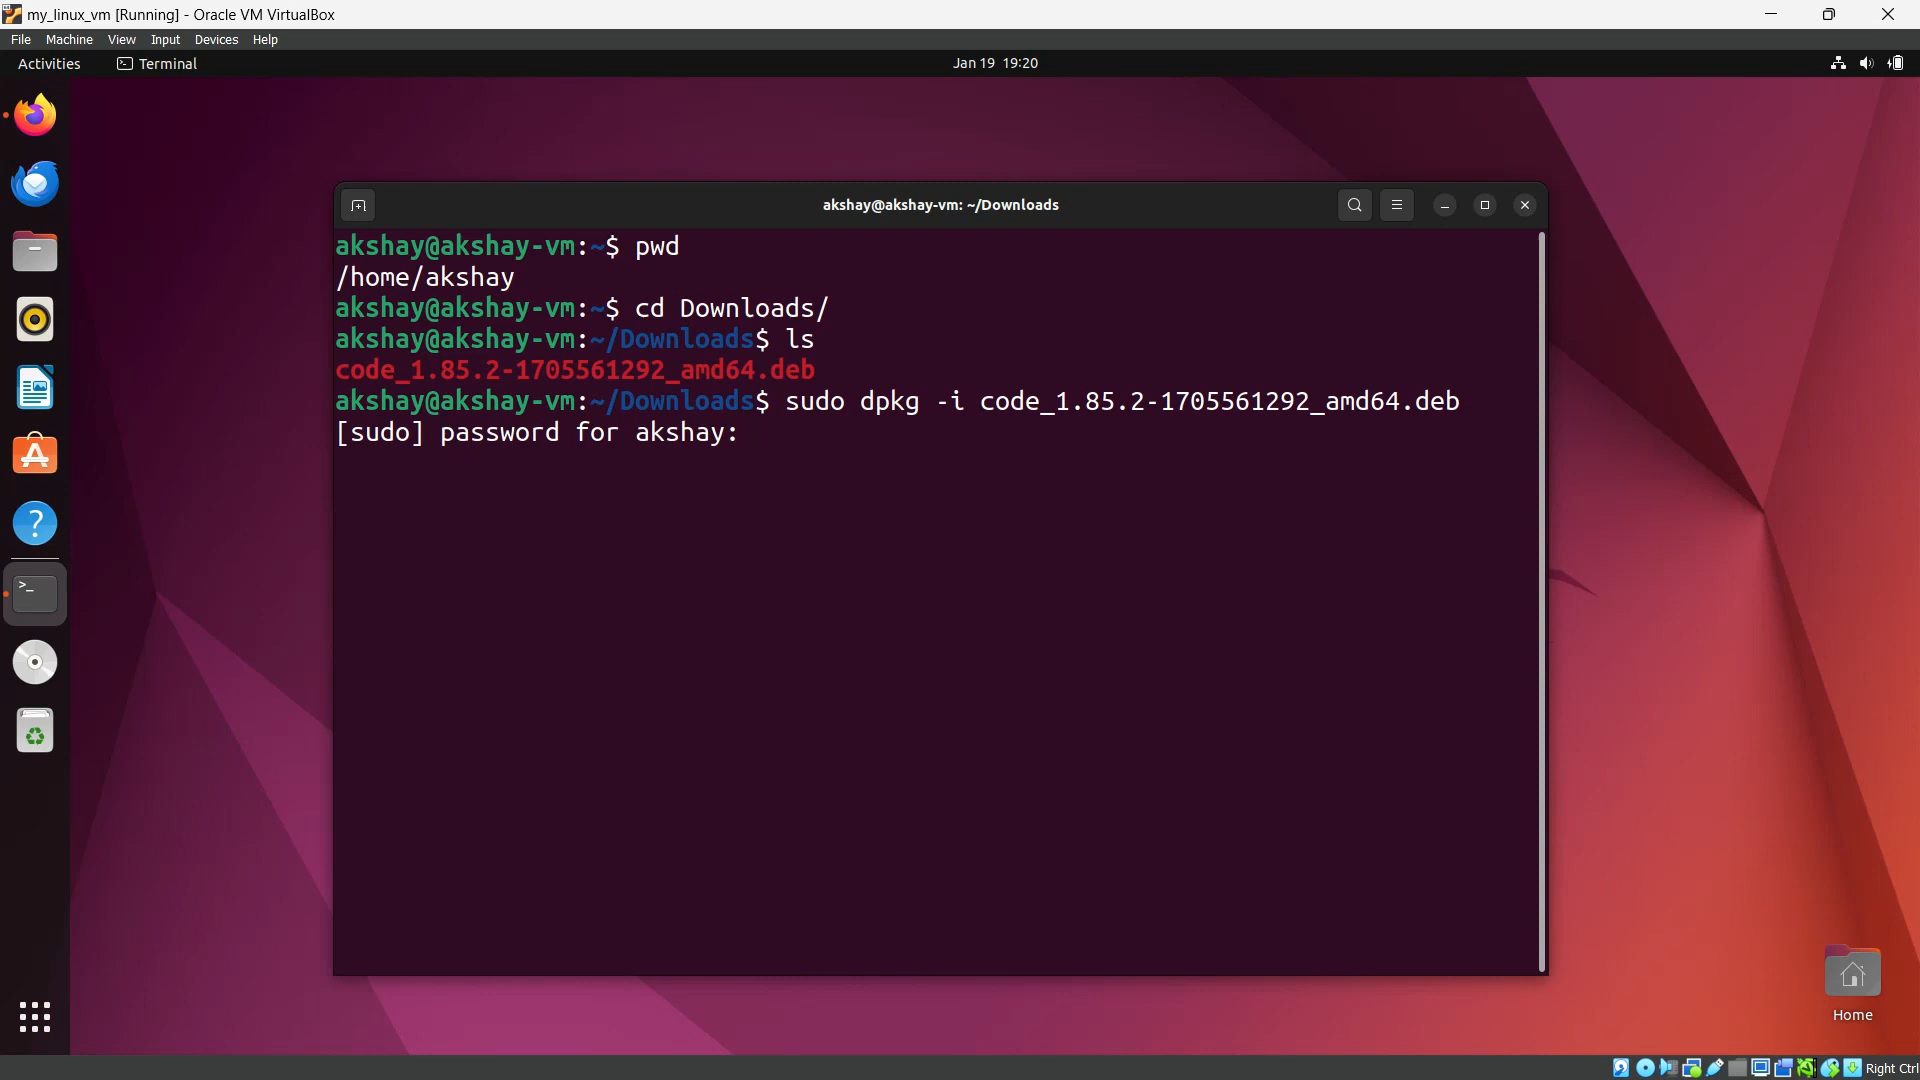 my_linux_vm [Running] - Oracle VM VirtualBox
File Machine View Input Devices Help
Activities Terminal Jan 19 19:20
akshay@akshay-vm: ~/Downloads
akshay@akshay-vm:~$ pwd
/home/akshay
akshay@akshay-vm:~$ cd Downloads/
akshay@akshay-vm:~/Downloads$ ls
code_1.85.2-1705561292_amd64.deb
akshay@akshay-vm:~/Downloads$ sudo dpkg -i code_1.85.2-1705561292_amd64.deb
[sudo] password for akshay:
Home
Right Ctrl